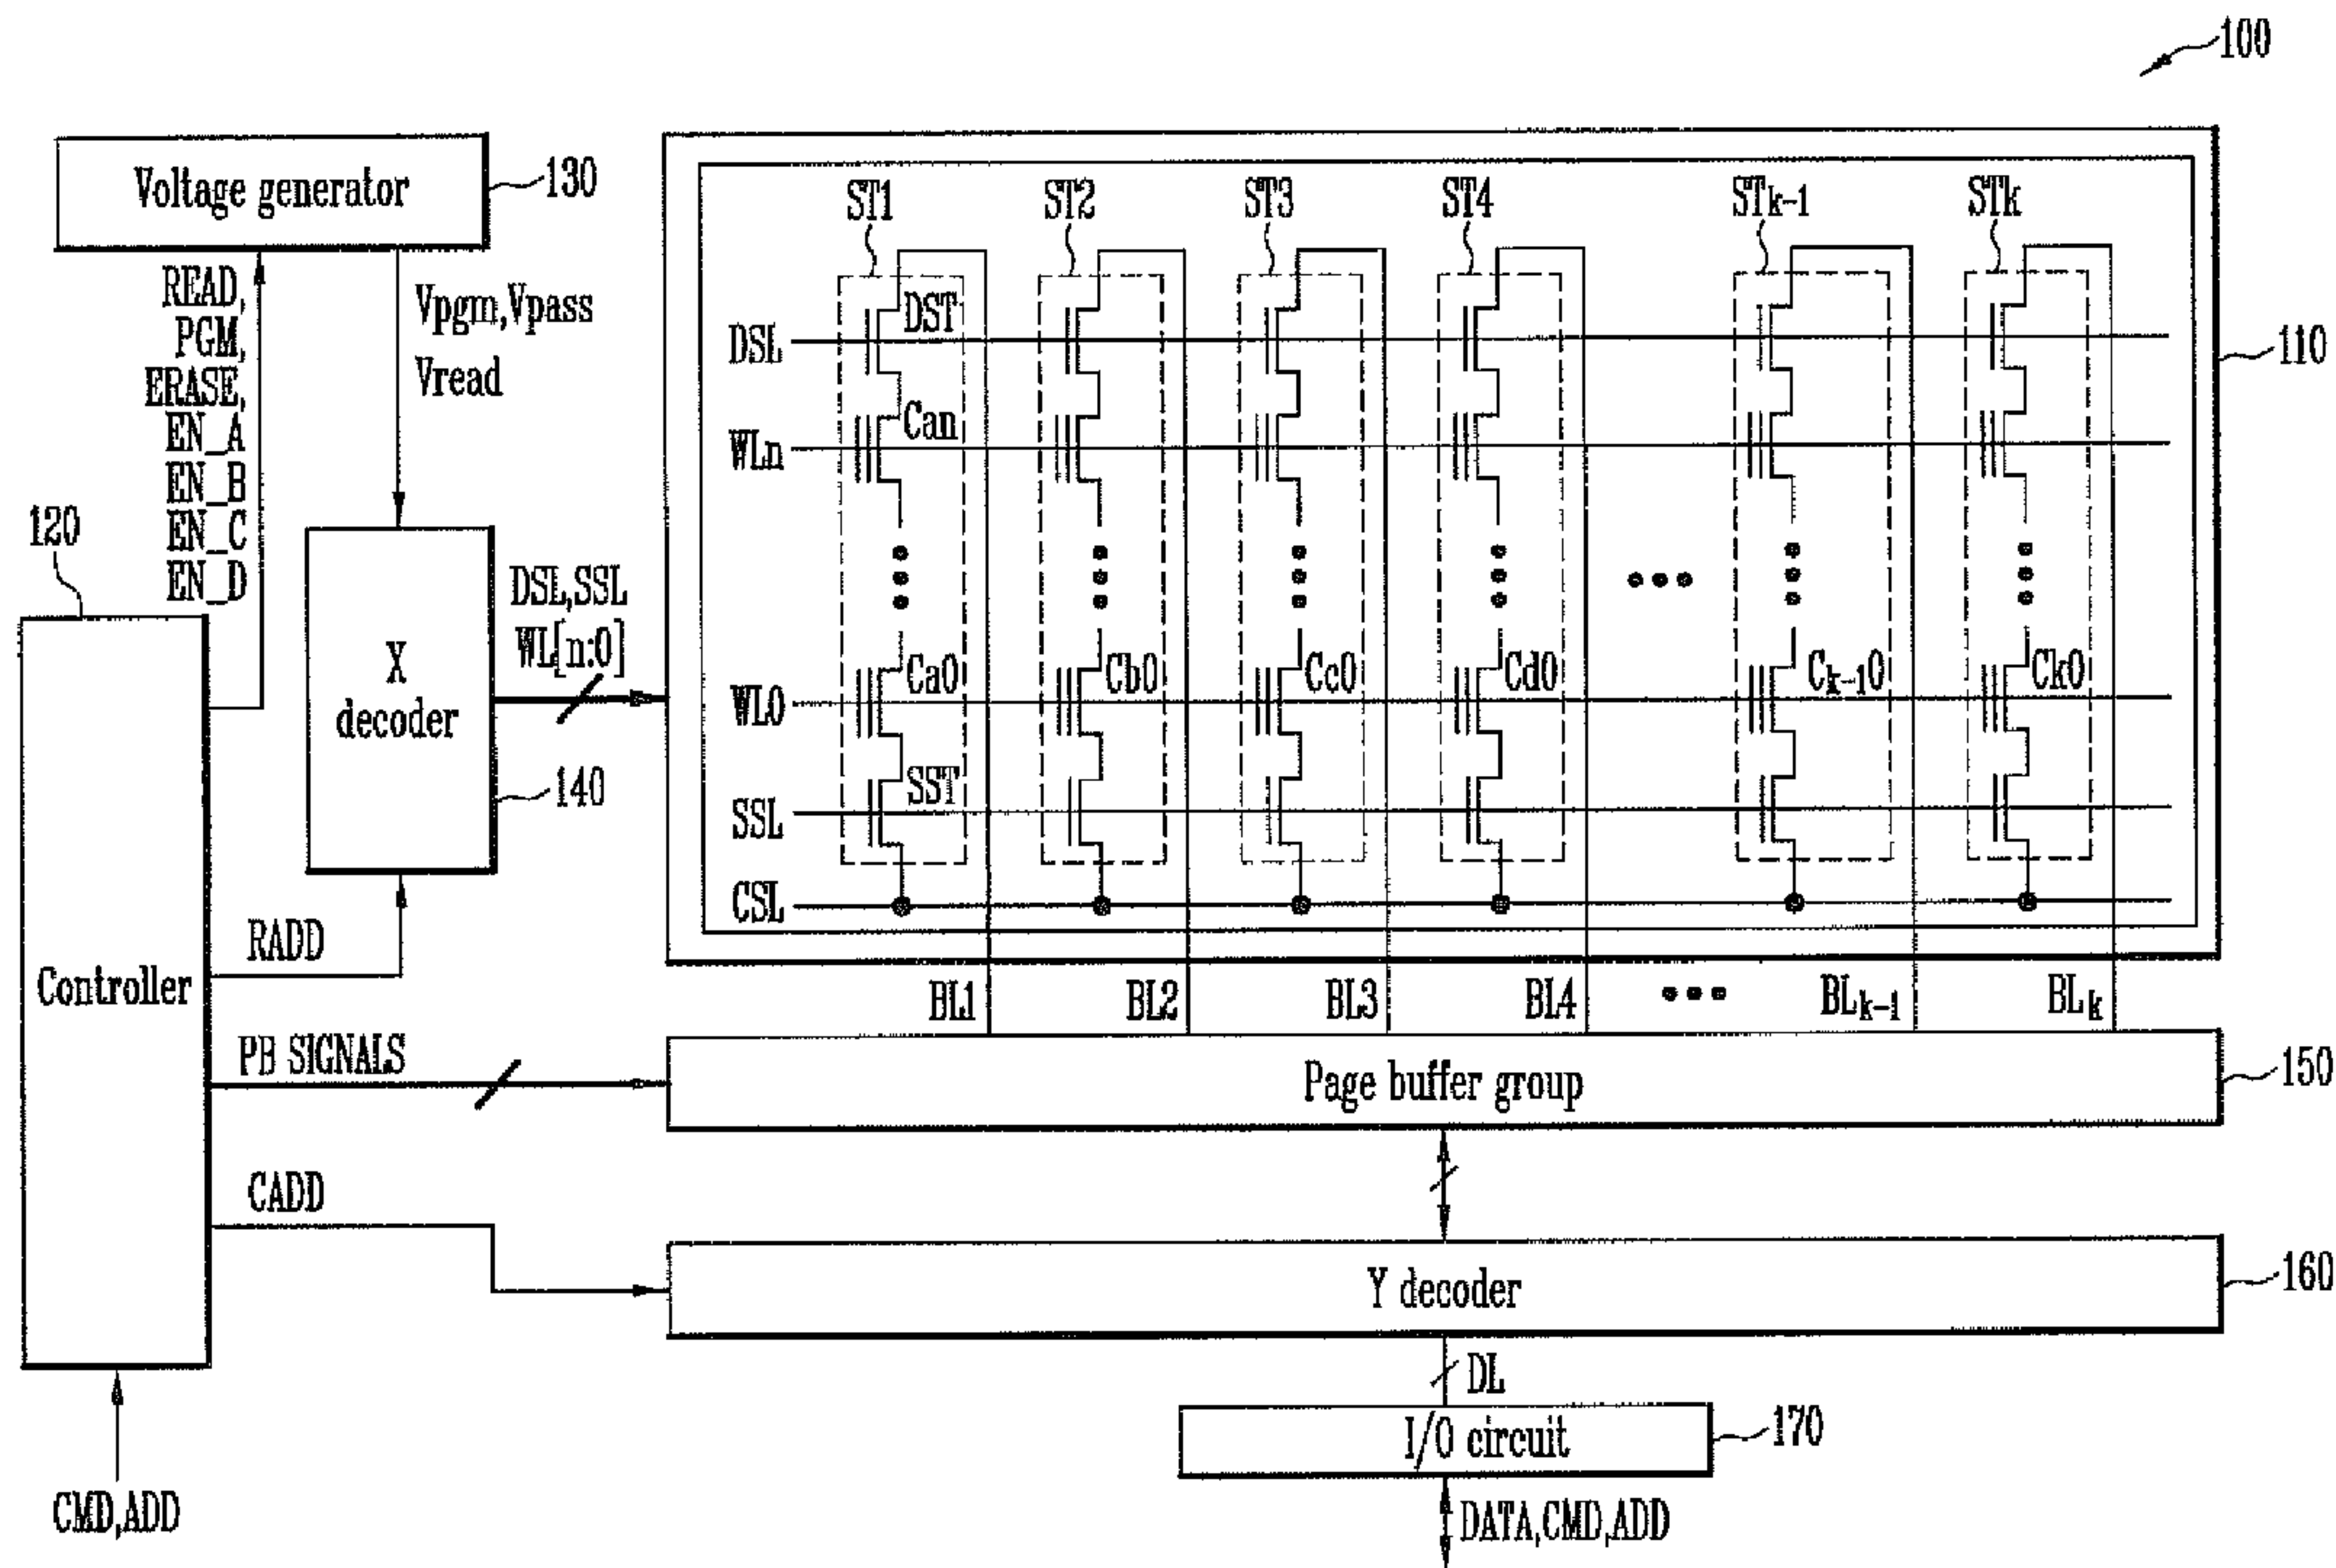 100
Voltage generator
130
READ,
PGM,
ERASE,
EN_A
EN_B
EN_C
EN_D
Vpgm,Vpass
Vread
120
X
decoder
140
DSL,SSL
WL[n:0]
ST1
ST2
ST3
ST4
STk-1
STk
DSL
DST
110
WLn
Can
WL0
Ca0
Cb0
Cc0
Cd0
Ck-10
Ck0
SSL
SST
CSL
Controller
RADD
BL1
BL2
BL3
BL4
BLk-1
BLk
PB SIGNALS
Page buffer group
150
CADD
Y decoder
160
DL
I/O circuit
170
CMD,ADD
DATA,CMD,ADD